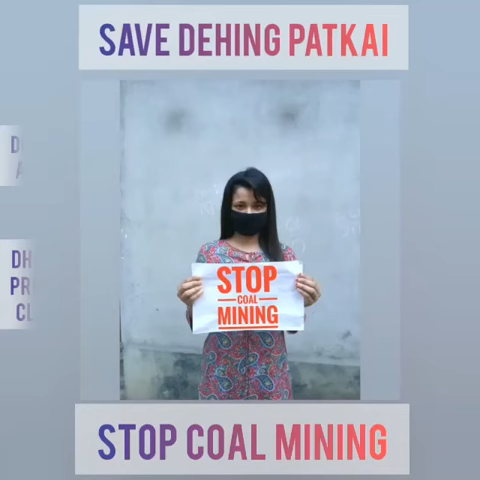 SAVE DEHING PATKAI
STOP
COAL
MINING
STOP COAL MINING